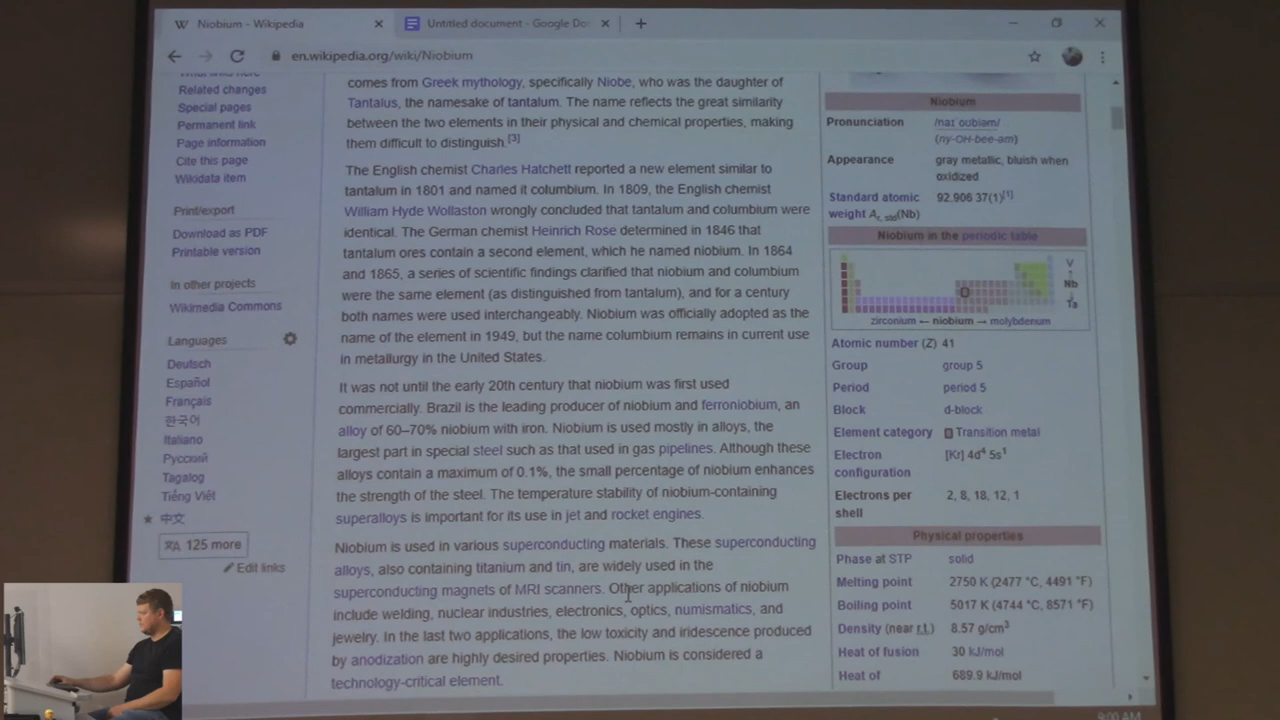 Niobium - Wikipedia
Untitled document - Google Do
en.wikipedia.org/wiki/Niobium
Related changes
Special pages
Permanent link
Page information
Cite this page
Wikidata item
Print/export
Download as PDF
Printable version
In other projects
Wikimedia Commons
Languages
Deutsch
Español
Français
한국어
Italiano
Русский
Tagalog
Tiếng Việt
中文
125 more
Edit links
comes from Greek mythology, specifically Niobe, who was the daughter of
Tantalus, the namesake of tantalum. The name reflects the great similarity
between the two elements in their physical and chemical properties, making
them difficult to distinguish.[3]
The English chemist Charles Hatchett reported a new element similar to
tantalum in 1801 and named it columbium. In 1809, the English chemist
William Hyde Wollaston wrongly concluded that tantalum and columbium were
identical. The German chemist Heinrich Rose determined in 1846 that
tantalum ores contain a second element, which he named niobium. In 1864
and 1865, a series of scientific findings clarified that niobium and columbium
were the same element (as distinguished from tantalum), and for a century
both names were used interchangeably. Niobium was officially adopted as the
name of the element in 1949, but the name columbium remains in current use
in metallurgy in the United States.
It was not until the early 20th century that niobium was first used
commercially. Brazil is the leading producer of niobium and ferroniobium, an
alloy of 60–70% niobium with iron. Niobium is used mostly in alloys, the
largest part in special steel such as that used in gas pipelines. Although these
alloys contain a maximum of 0.1%, the small percentage of niobium enhances
the strength of the steel. The temperature stability of niobium-containing
superalloys is important for its use in jet and rocket engines.
Niobium is used in various superconducting materials. These superconducting
alloys, also containing titanium and tin, are widely used in the
superconducting magnets of MRI scanners. Other applications of niobium
include welding, nuclear industries, electronics, optics, numismatics, and
jewelry. In the last two applications, the low toxicity and iridescence produced
by anodization are highly desired properties. Niobium is considered a
technology-critical element.
Niobium
Pronunciation /naɪˈoʊbiəm/
(ny-OH-bee-əm)
Appearance gray metallic, bluish when
oxidized
Standard atomic 92.906 37(1)[1]
weight Ar, std(Nb)
Niobium in the periodic table
V
↑
Nb
↓
Ta
zirconium ← niobium → molybdenum
Atomic number (Z) 41
Group group 5
Period period 5
Block d-block
Element category Transition metal
Electron [Kr] 4d4 5s1
configuration
Electrons per 2, 8, 18, 12, 1
shell
Physical properties
Phase at STP solid
Melting point 2750 K (2477 °C, 4491 °F)
Boiling point 5017 K (4744 °C, 8571 °F)
Density (near r.t.) 8.57 g/cm3
Heat of fusion 30 kJ/mol
Heat of 689.9 kJ/mol
9:00 AM